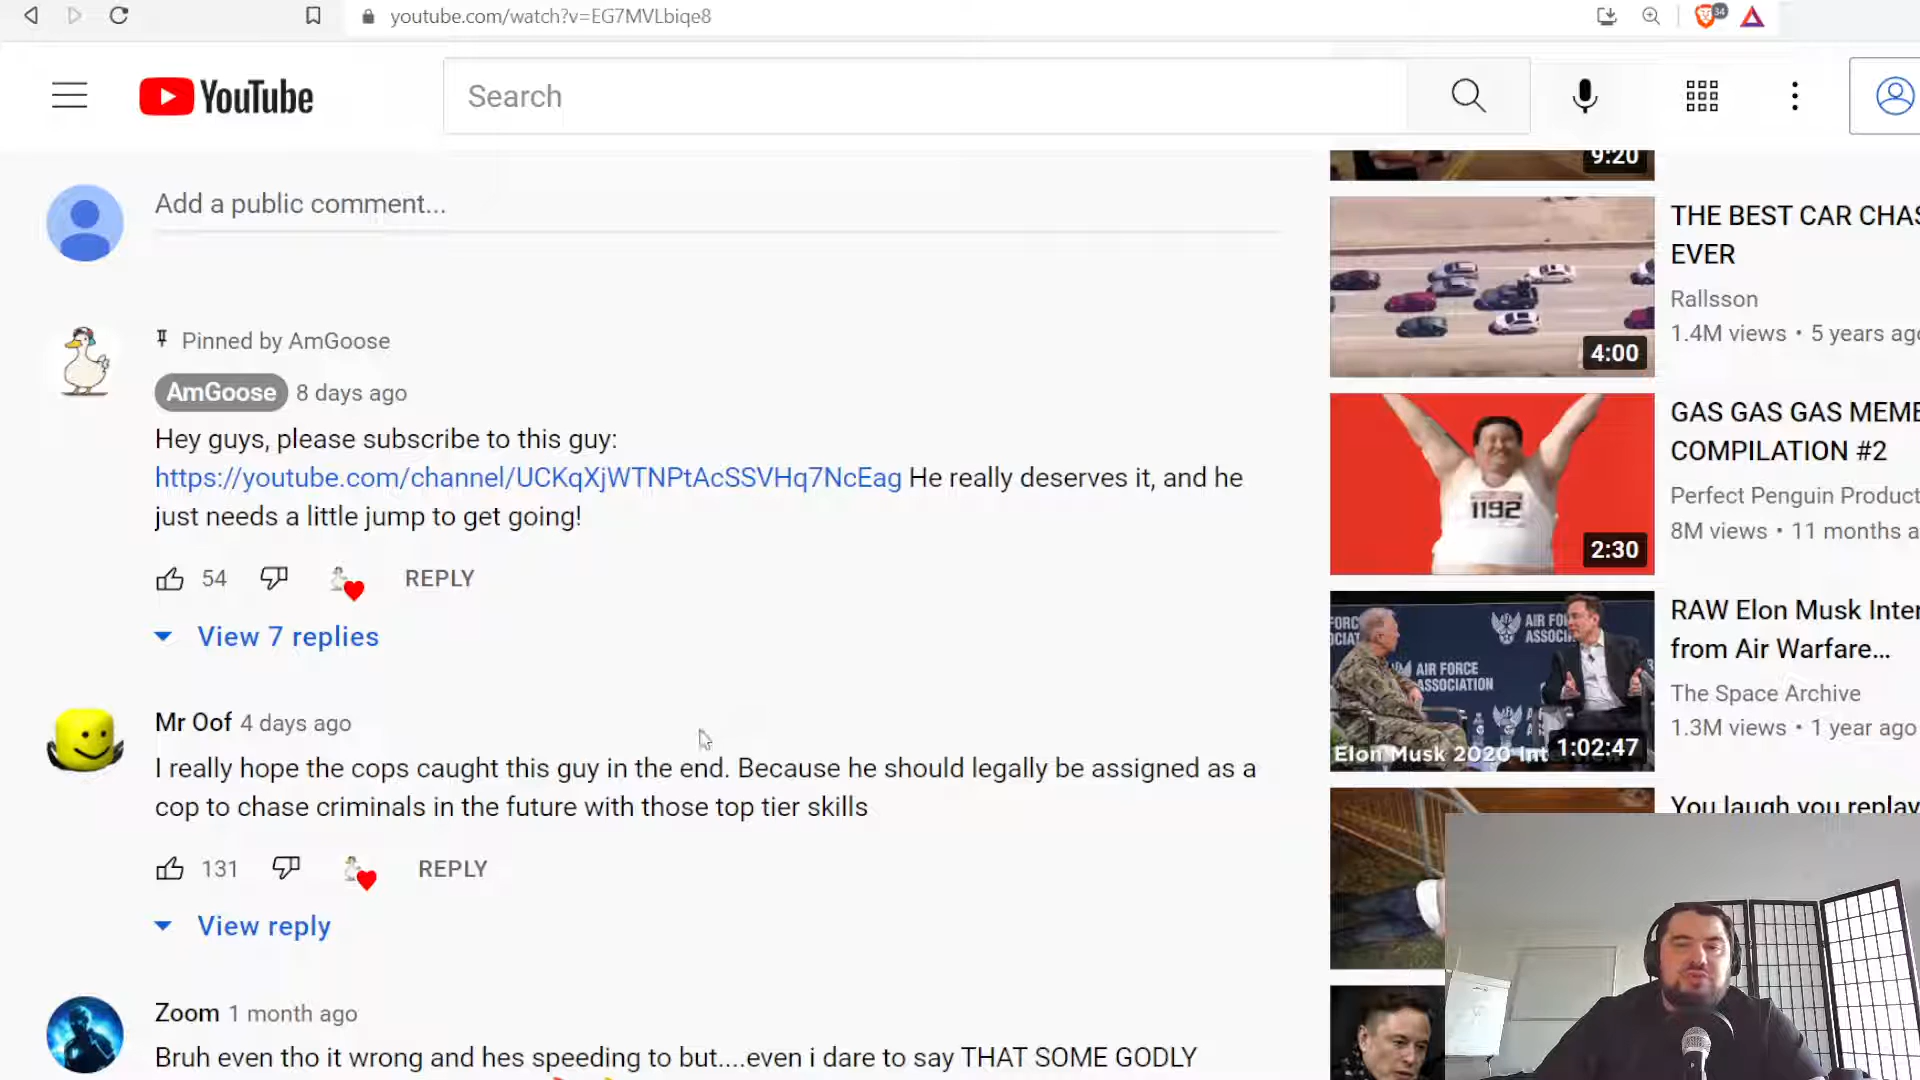 youtube.com/watch?v=EG7MVLbiqe8
34
YouTube
Search
Add a public comment...
Pinned by AmGoose
AmGoose 8 days ago
Hey guys, please subscribe to this guy:
https://youtube.com/channel/UCKqXjWTNPtAcSSVHq7NcEag He really deserves it, and he
just needs a little jump to get going!
54
REPLY
View 7 replies
Mr Oof 4 days ago
I really hope the cops caught this guy in the end. Because he should legally be assigned as a
cop to chase criminals in the future with those top tier skills
131
REPLY
View reply
Zoom 1 month ago
Bruh even tho it wrong and hes speeding to but....even i dare to say THAT SOME GODLY
9:20
4:00
THE BEST CAR CHAS
EVER
Rallsson
1.4M views • 5 years ago
1192
2:30
GAS GAS GAS MEME
COMPILATION #2
Perfect Penguin Product
8M views • 11 months a
AIR FORCE
ASSOCIATION
Elon Musk 2020 Int
1:02:47
RAW Elon Musk Inter
from Air Warfare...
The Space Archive
1.3M views • 1 year ago
You laugh you replay